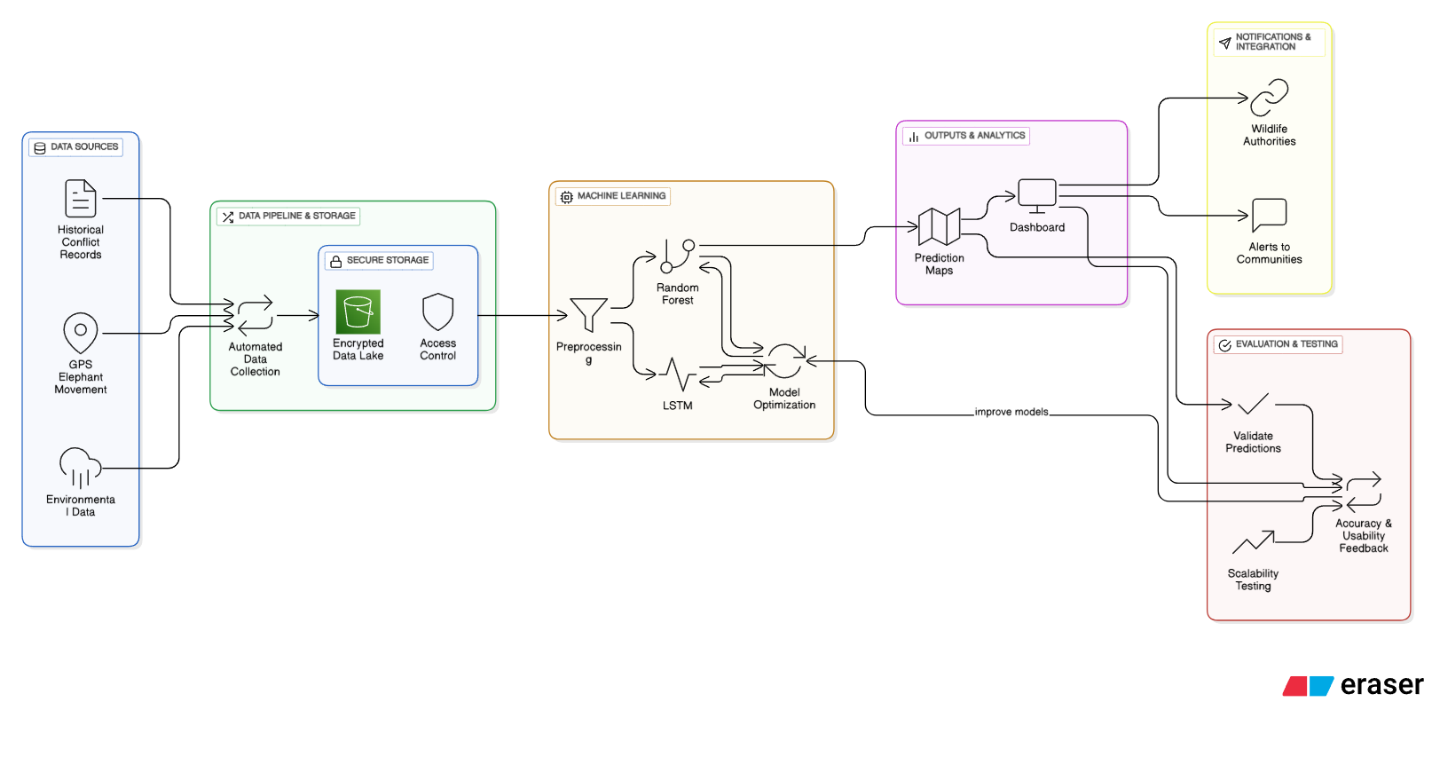 DATA SOURCES
Historical
Conflict
Records
GPS
Elephant
Movement
Environmenta
l Data
DATA PIPELINE & STORAGE
Automated
Data
Collection
SECURE STORAGE
Encrypted
Data Lake
Access
Control
MACHINE LEARNING
Preprocessin
g
Random
Forest
LSTM
Model
Optimization
OUTPUTS & ANALYTICS
Prediction
Maps
Dashboard
NOTIFICATIONS &
INTEGRATION
Wildlife
Authorities
Alerts to
Communities
improve models
EVALUATION & TESTING
Validate
Predictions
Accuracy &
Usability
Feedback
Scalability
Testing
eraser